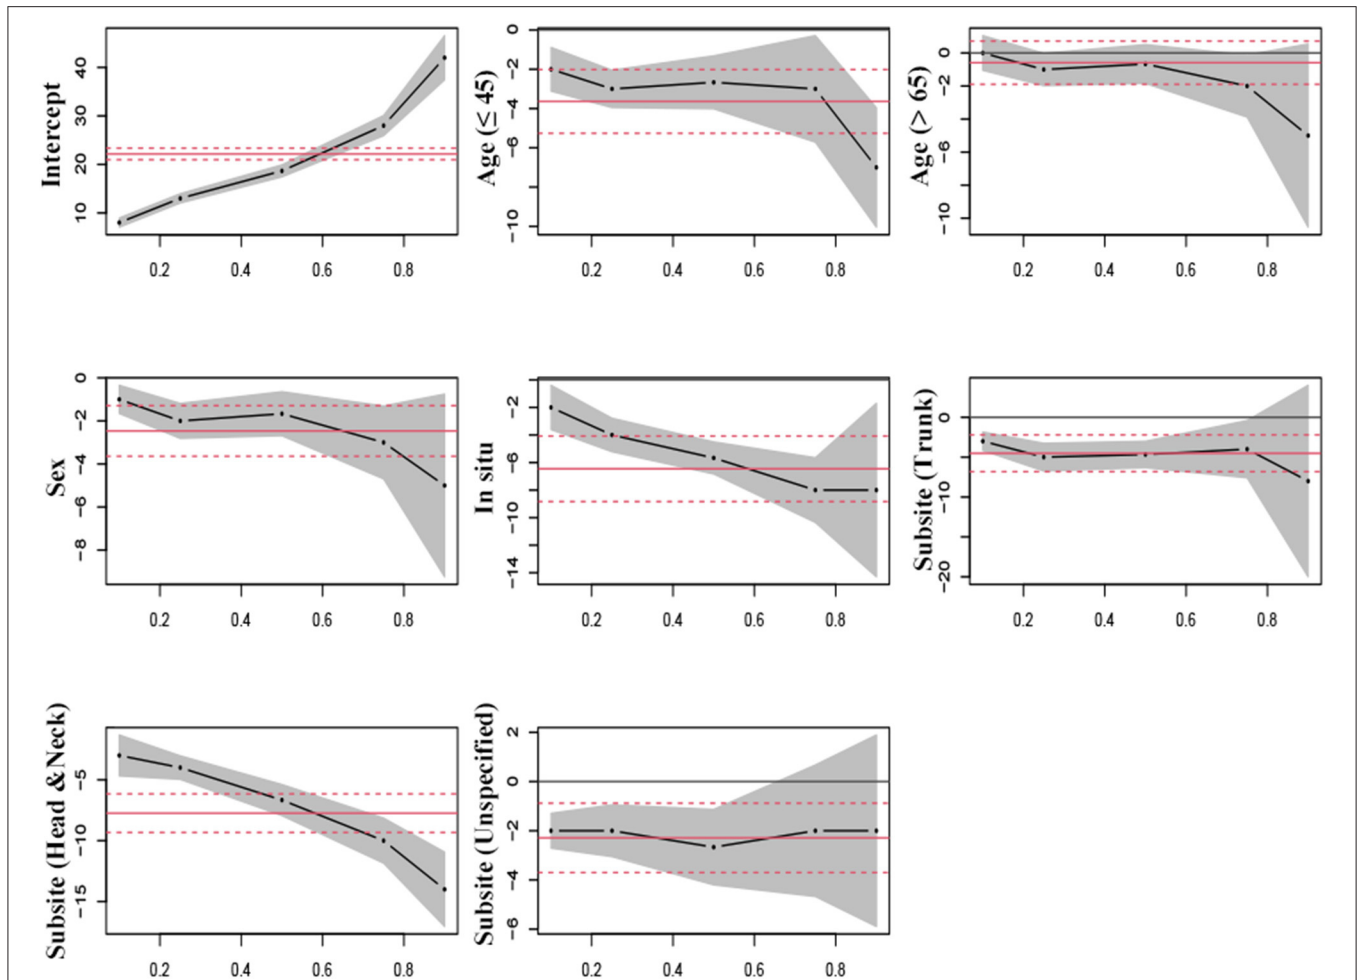 Intercept
40
30
20
10
0.2 0.4 0.6 0.8
Age (≤ 45)
0
−2
−4
−6
−10
0.2 0.4 0.6 0.8
Age (> 65)
0
−2
−6
−10
0.2 0.4 0.6 0.8
Sex
0
−2
−4
−6
−8
0.2 0.4 0.6 0.8
In situ
−2
−6
−10
−14
0.2 0.4 0.6 0.8
Subsite (Trunk)
0
−10
−20
0.2 0.4 0.6 0.8
Subsite (Head &Neck)
−5
−10
−15
0.2 0.4 0.6 0.8
Subsite (Unspecified)
2
0
−2
−4
−6
0.2 0.4 0.6 0.8